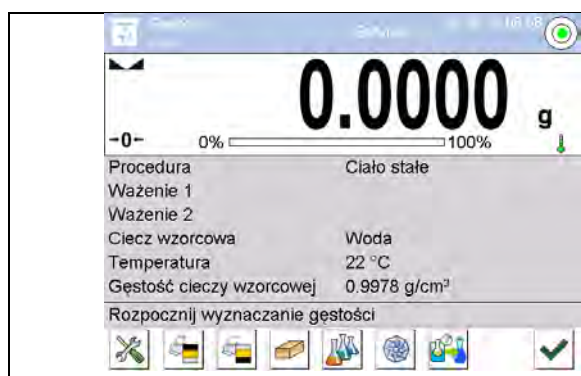 0.0000 g
-0- 0% 100%
Procedura Ciało stałe
Ważenie 1
Ważenie 2
Ciecz wzorcowa Woda
Temperatura 22 °C
Gęstość cieczy wzorcowej 0.9978 g/cm³
Rozpocznij wyznaczanie gęstości